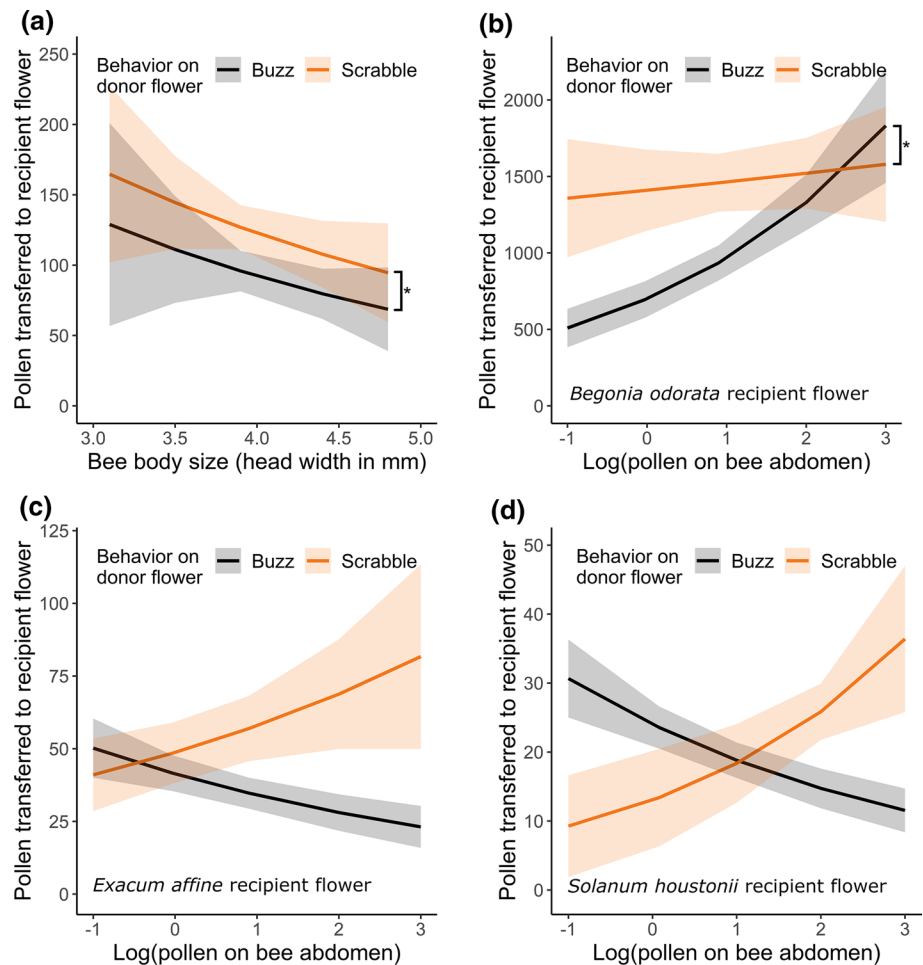 (a)
Pollen transferred to recipient flower
250
200
150
100
50
0
Behavior on
donor flower
Buzz
Scrabble
*
3.0 3.5 4.0 4.5 5.0
Bee body size (head width in mm)
(b)
Pollen transferred to recipient flower
2000
1500
1000
500
0
Behavior on
donor flower
Buzz
Scrabble
*
Begonia odorata recipient flower
-1 0 1 2 3
Log(pollen on bee abdomen)
(c)
Pollen transferred to recipient flower
125
100
75
50
25
0
Behavior on
donor flower
Buzz
Scrabble
Exacum affine recipient flower
-1 0 1 2 3
Log(pollen on bee abdomen)
(d)
Pollen transferred to recipient flower
50
40
30
20
10
0
Behavior on
donor flower
Buzz
Scrabble
Solanum houstonii recipient flower
-1 0 1 2 3
Log(pollen on bee abdomen)